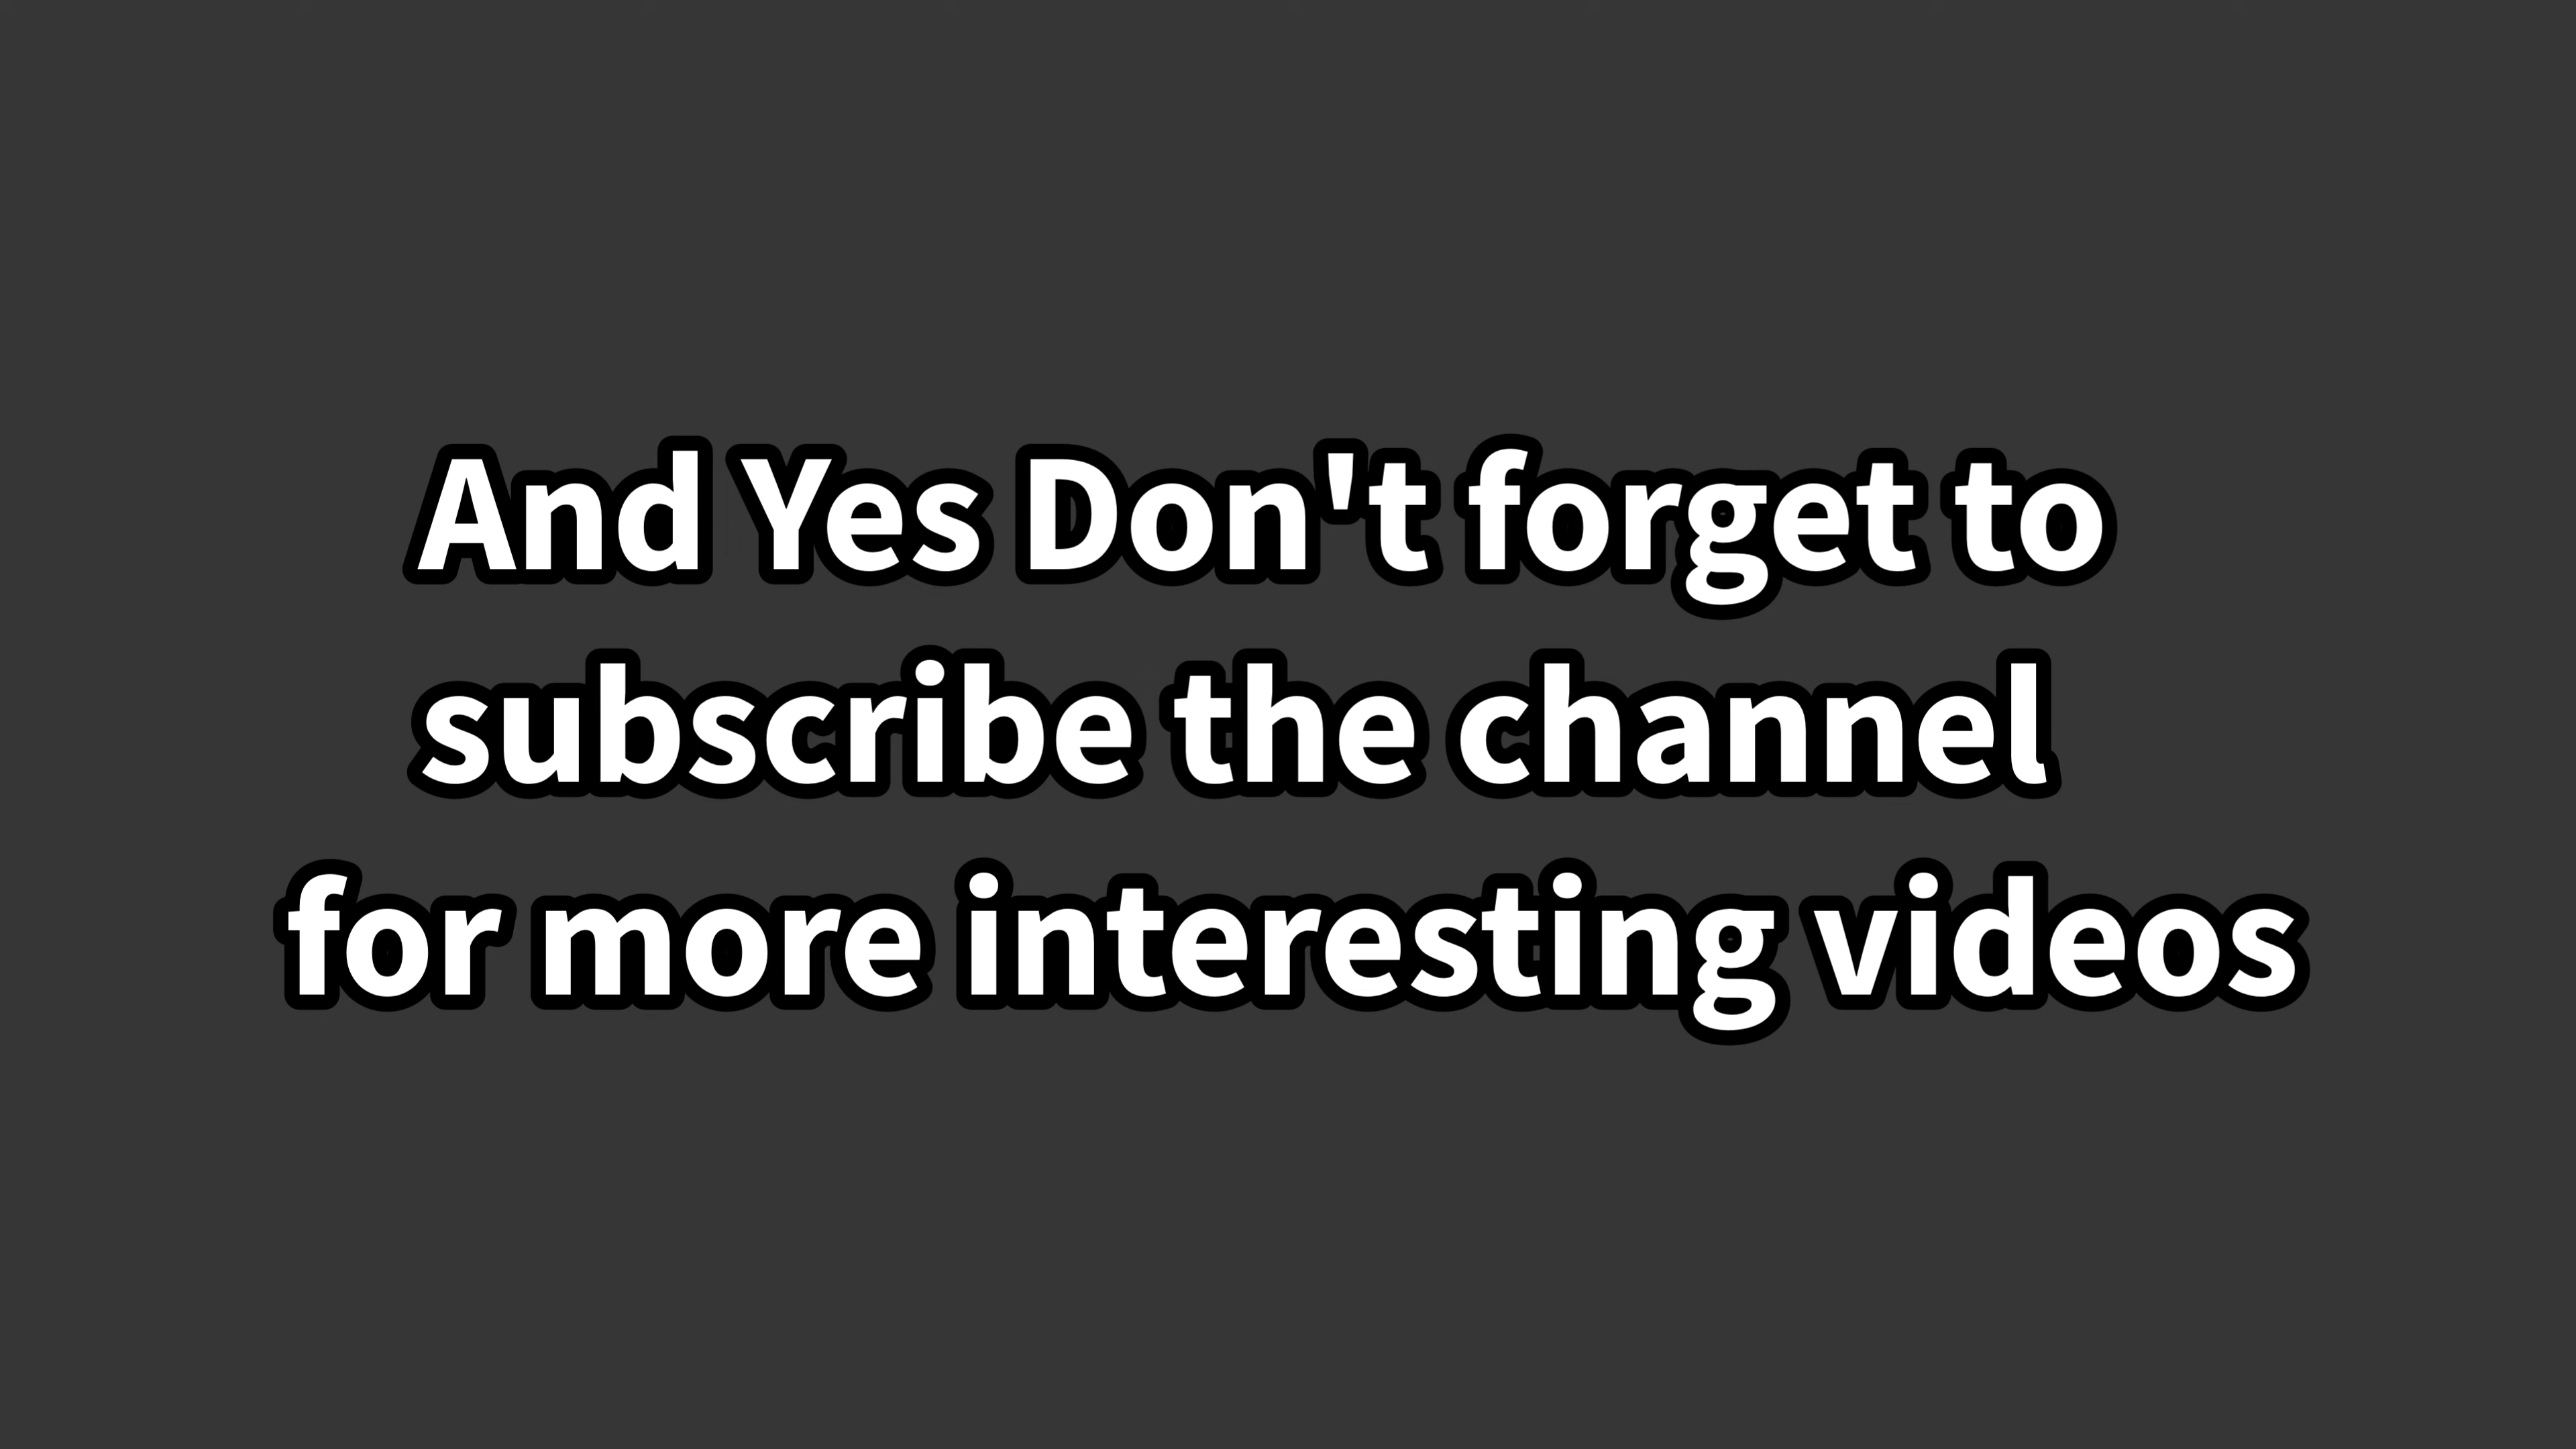 And Yes Don't forget to
subscribe the channel
for more interesting videos